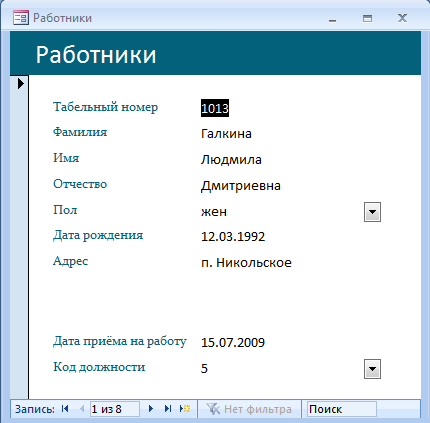 Работники
Работники
Табельный номер 1013
Фамилия Галкина
Имя Людмила
Отчество Дмитриевна
Пол жен
Дата рождения 12.03.1992
Адрес п. Никольское
Дата приёма на работу 15.07.2009
Код должности 5
Запись: 1 из 8 Нет фильтра Поиск